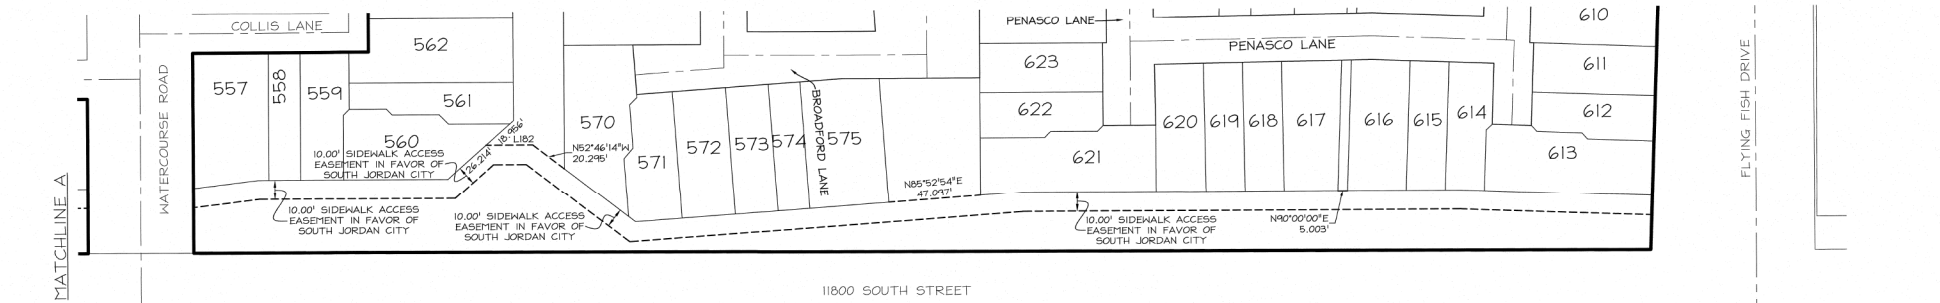 COLLIS LANE
562
557
558
559
561
560
10.00' SIDEWALK ACCESS
EASEMENT IN FAVOR OF
SOUTH JORDAN CITY
26.214'
18.956'
L182
N52°46'14"W
20.295'
570
571
572
573
574
575
BROADFORD LANE
N85°52'54"E
47.097'
PENASCO LANE
PENASCO LANE
623
622
621
620
619
618
617
616
615
614
610
611
612
613
WATERCOURSE ROAD
MATCHLINE A
FLYING FISH DRIVE
10.00' SIDEWALK ACCESS
EASEMENT IN FAVOR OF
SOUTH JORDAN CITY
10.00' SIDEWALK ACCESS
EASEMENT IN FAVOR OF
SOUTH JORDAN CITY
10.00' SIDEWALK ACCESS
EASEMENT IN FAVOR OF
SOUTH JORDAN CITY
N90°00'00"E
5.003'
11800 SOUTH STREET